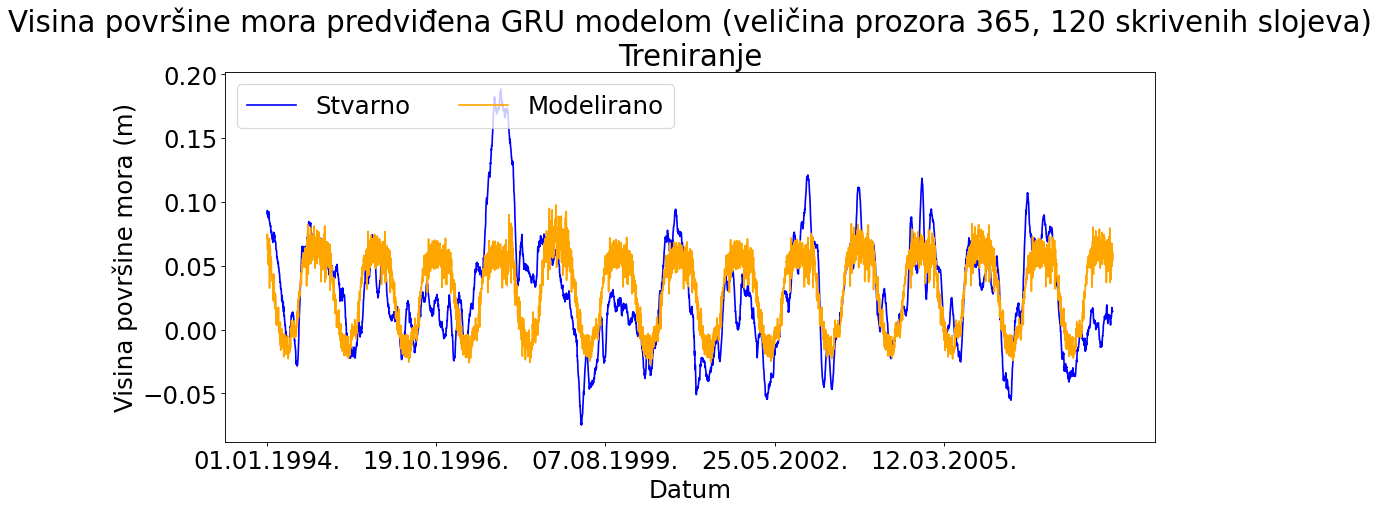 Visina površine mora predviđena GRU modelom (veličina prozora 365, 120 skrivenih slojeva)
Treniranje
Stvarno
Modelirano
Visina površine mora (m)
0.20
0.15
0.10
0.05
0.00
−0.05
01.01.1994.
19.10.1996.
07.08.1999.
25.05.2002.
12.03.2005.
Datum